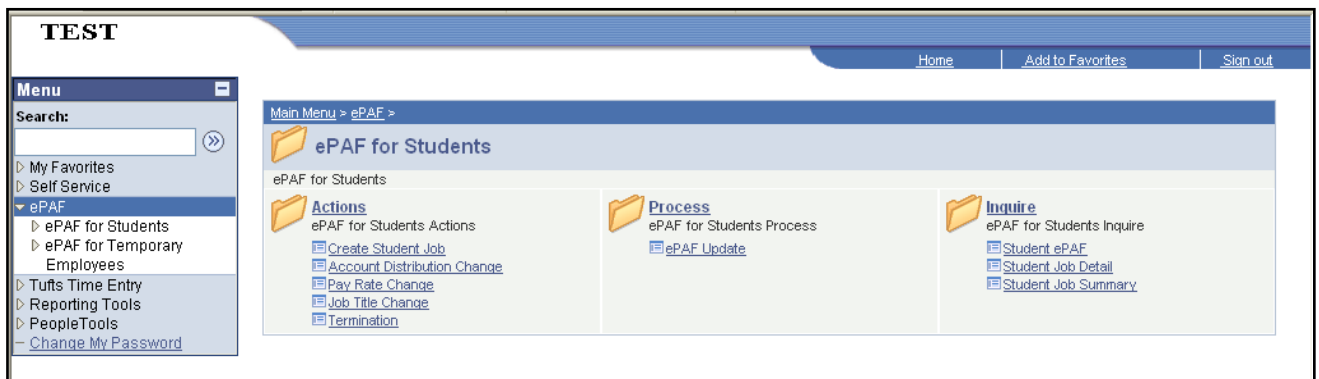 TEST
Home
Add to Favorites
Sign out
Menu
Search:
My Favorites
Self Service
ePAF
ePAF for Students
ePAF for Temporary
Employees
Tufts Time Entry
Reporting Tools
PeopleTools
Change My Password
Main Menu > ePAF >
ePAF for Students
ePAF for Students
Actions
ePAF for Students Actions
Create Student Job
Account Distribution Change
Pay Rate Change
Job Title Change
Termination
Process
ePAF for Students Process
ePAF Update
Inquire
ePAF for Students Inquire
Student ePAF
Student Job Detail
Student Job Summary